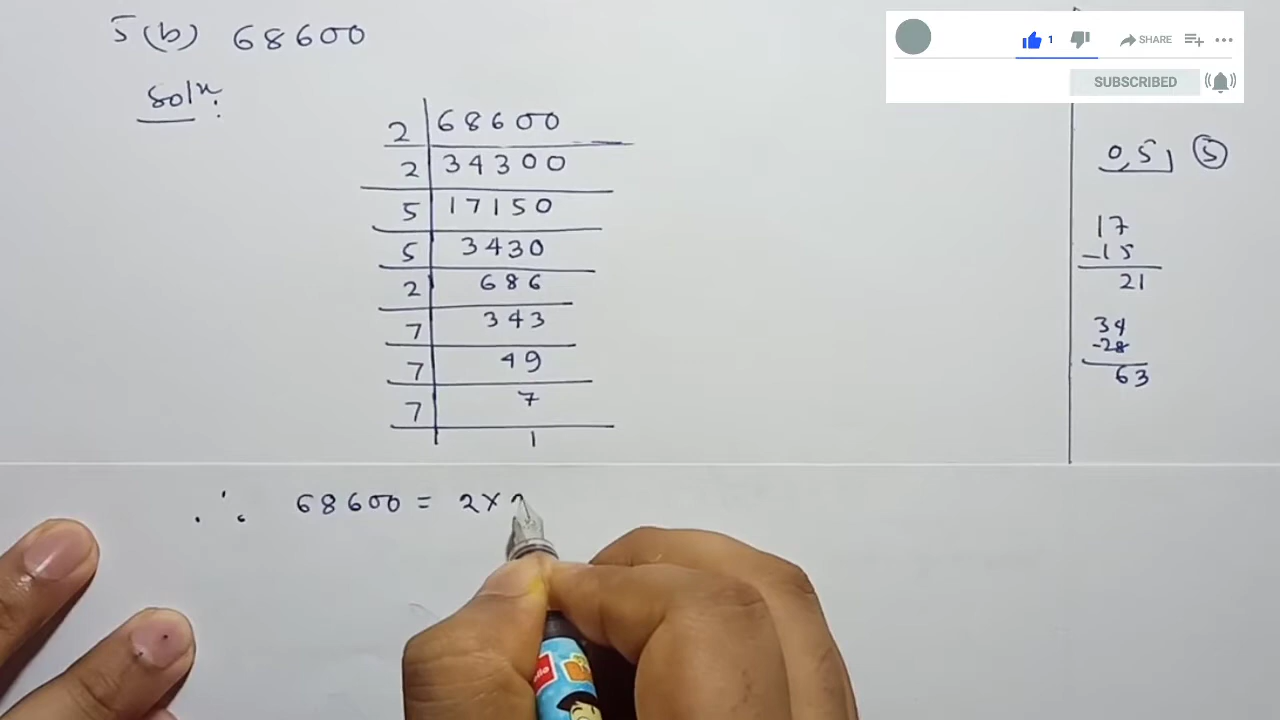 5(b) 68600
Solⁿ:
2 | 68600
2 | 34300
5 | 17150
5 | 3430
2 | 686
7 | 343
7 | 49
7 | 7
1
∴ 68600 = 2×2
1 SHARE
SUBSCRIBED
0,5, 5
17
-15
21
34
-28
63